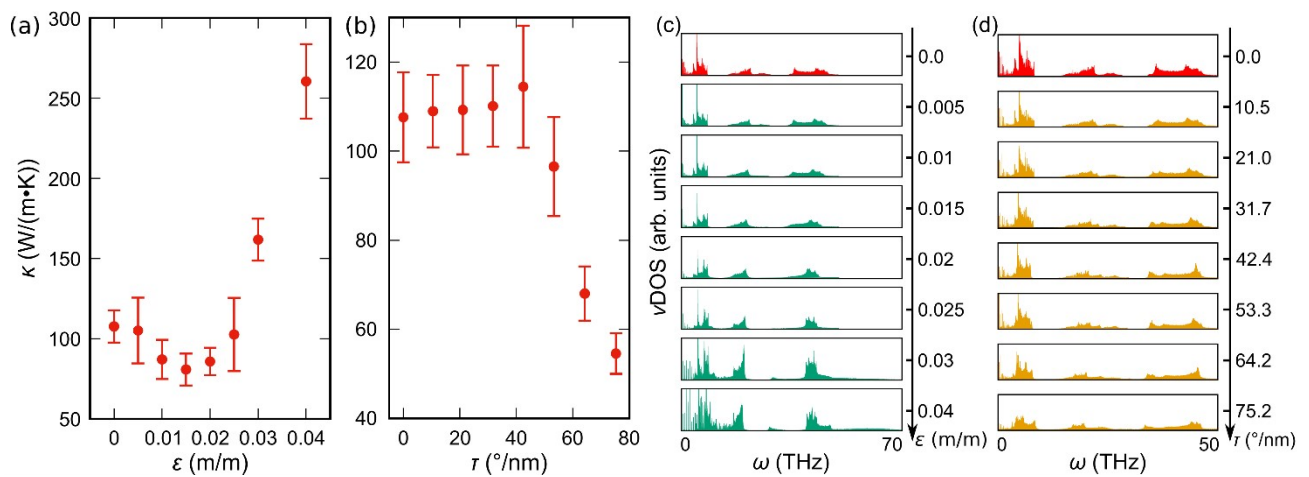 (a)
κ (W/(m•K))
300
250
200
150
100
50
0 0.01 0.02 0.03 0.04
ε (m/m)
(b)
120
100
80
60
40
0 20 40 60 80
τ (°/nm)
(c)
vDOS (arb. units)
0.0
0.005
0.01
0.015
0.02
0.025
0.03
0.04
ε (m/m)
0 70
ω (THz)
(d)
0.0
10.5
21.0
31.7
42.4
53.3
64.2
75.2
τ (°/nm)
0 50
ω (THz)